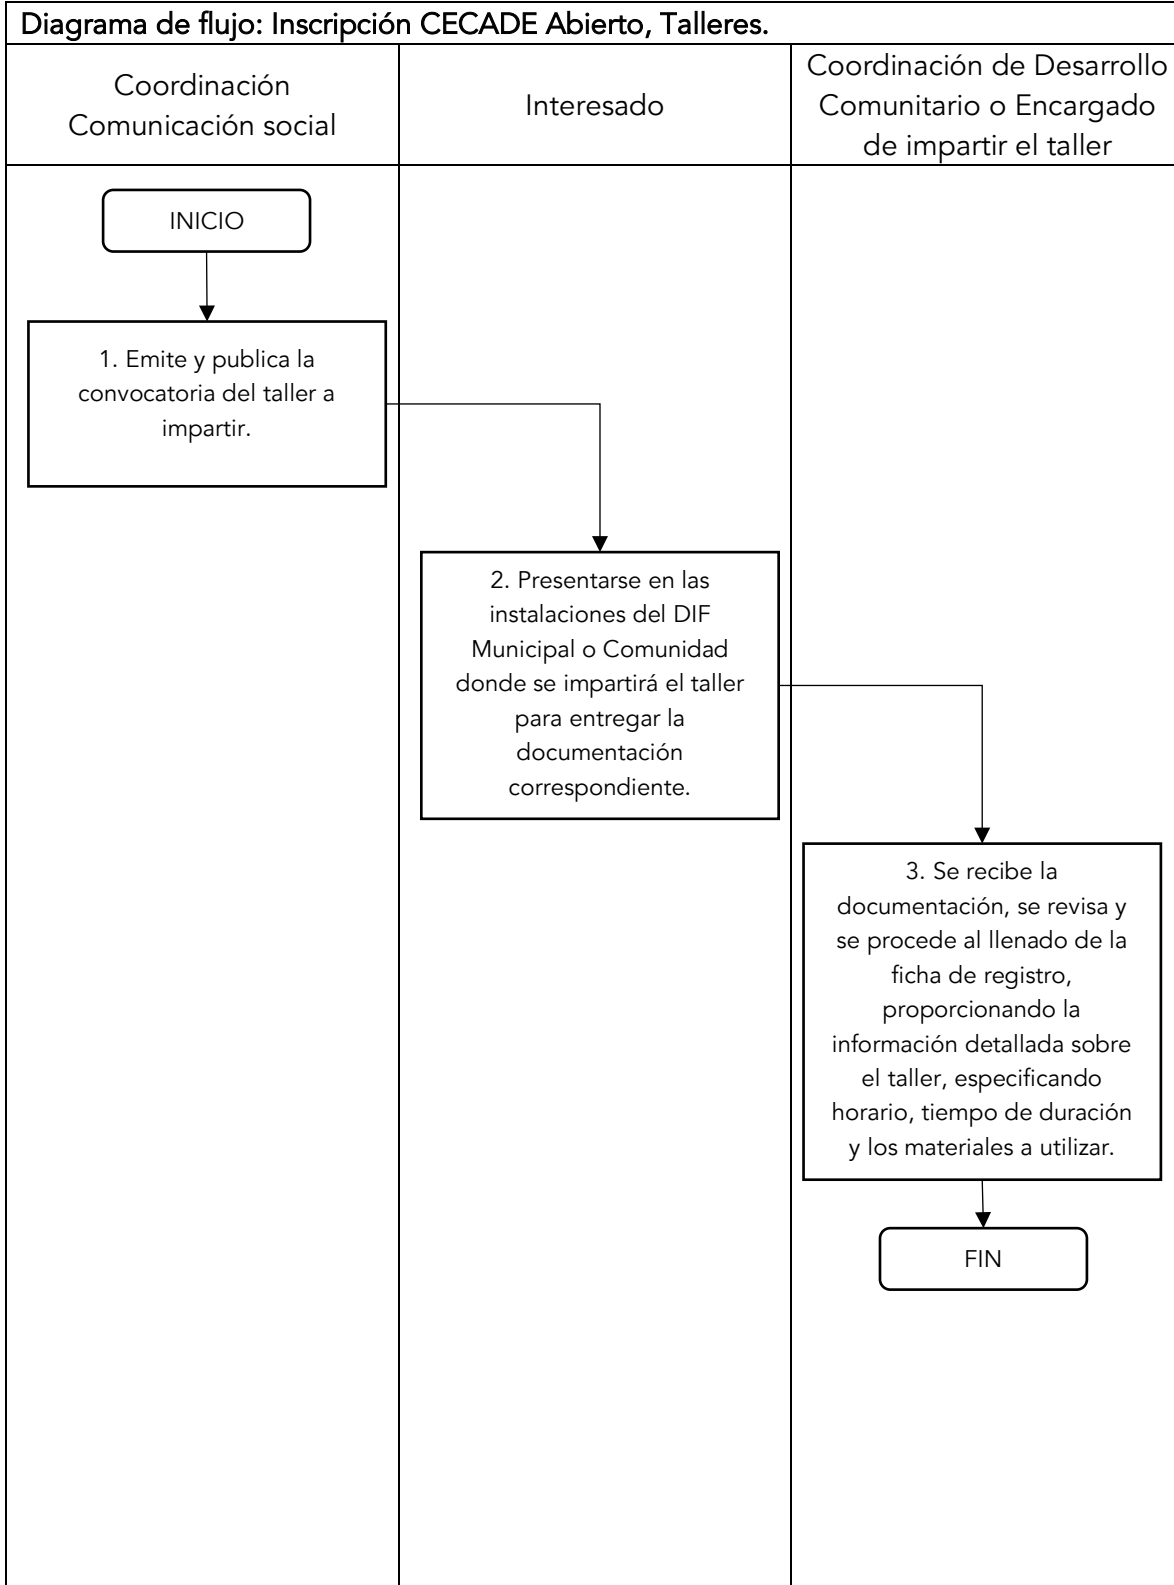 Diagrama de flujo: Inscripción CECADE Abierto, Talleres.
Coordinación
Comunicación social
Interesado
Coordinación de Desarrollo
Comunitario o Encargado
de impartir el taller
INICIO
1. Emite y publica la
convocatoria del taller a
impartir.
2. Presentarse en las
instalaciones del DIF
Municipal o Comunidad
donde se impartirá el taller
para entregar la
documentación
correspondiente.
3. Se recibe la
documentación, se revisa y
se procede al llenado de la
ficha de registro,
proporcionando la
información detallada sobre
el taller, especificando
horario, tiempo de duración
y los materiales a utilizar.
FIN